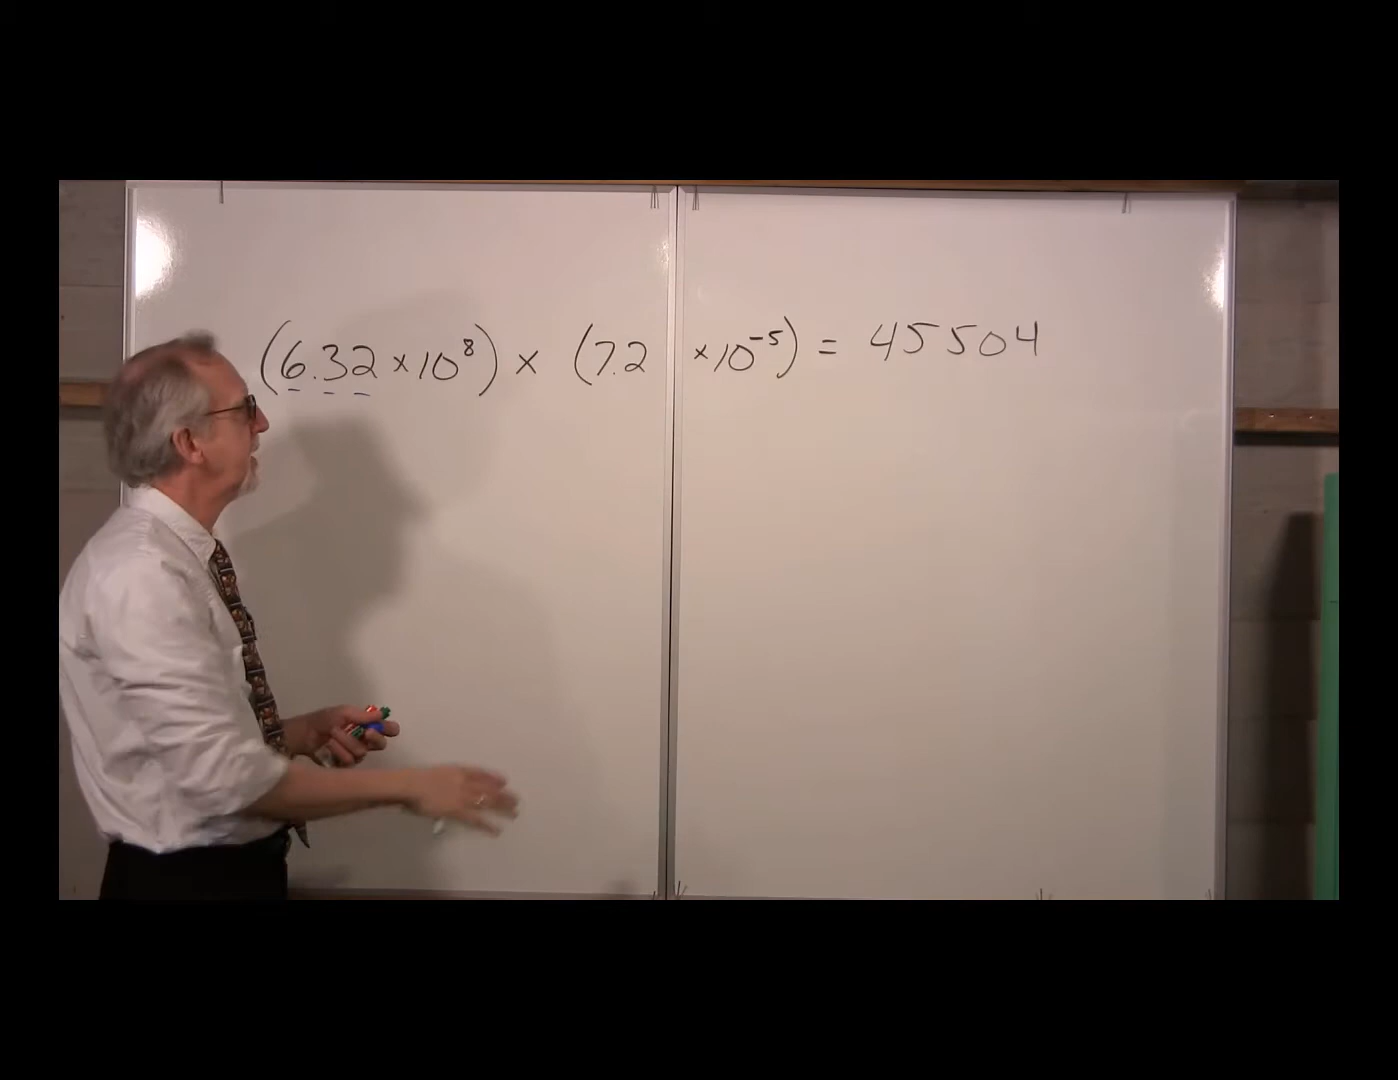 (6.32 × 10⁸) × (7.2 × 10⁻⁵) = 45504